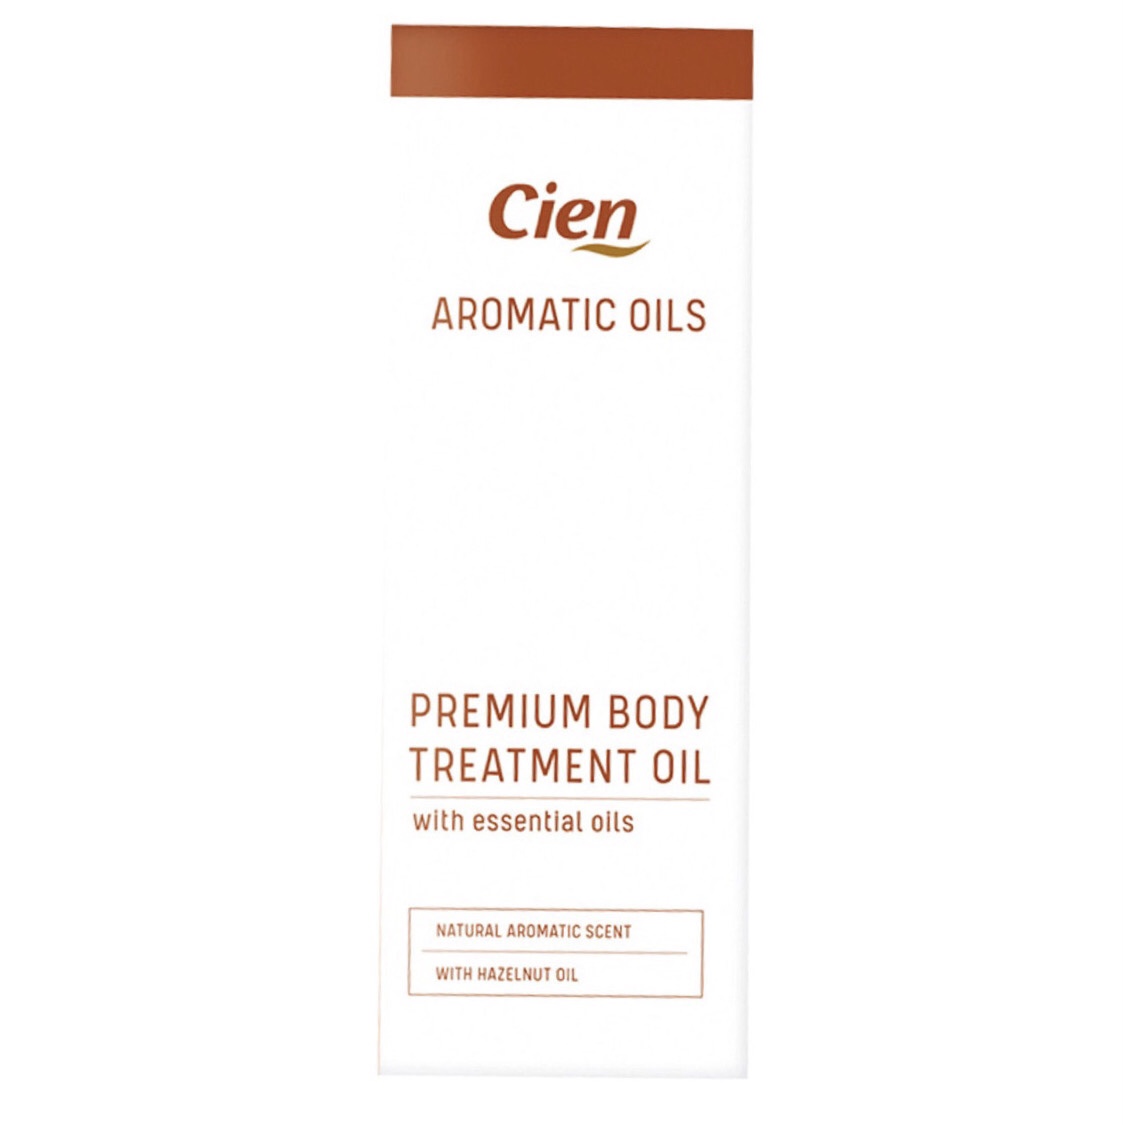 Cien
AROMATIC OILS
PREMIUM BODY
TREATMENT OIL
with essential oils
NATURAL AROMATIC SCENT
WITH HAZELNUT OIL